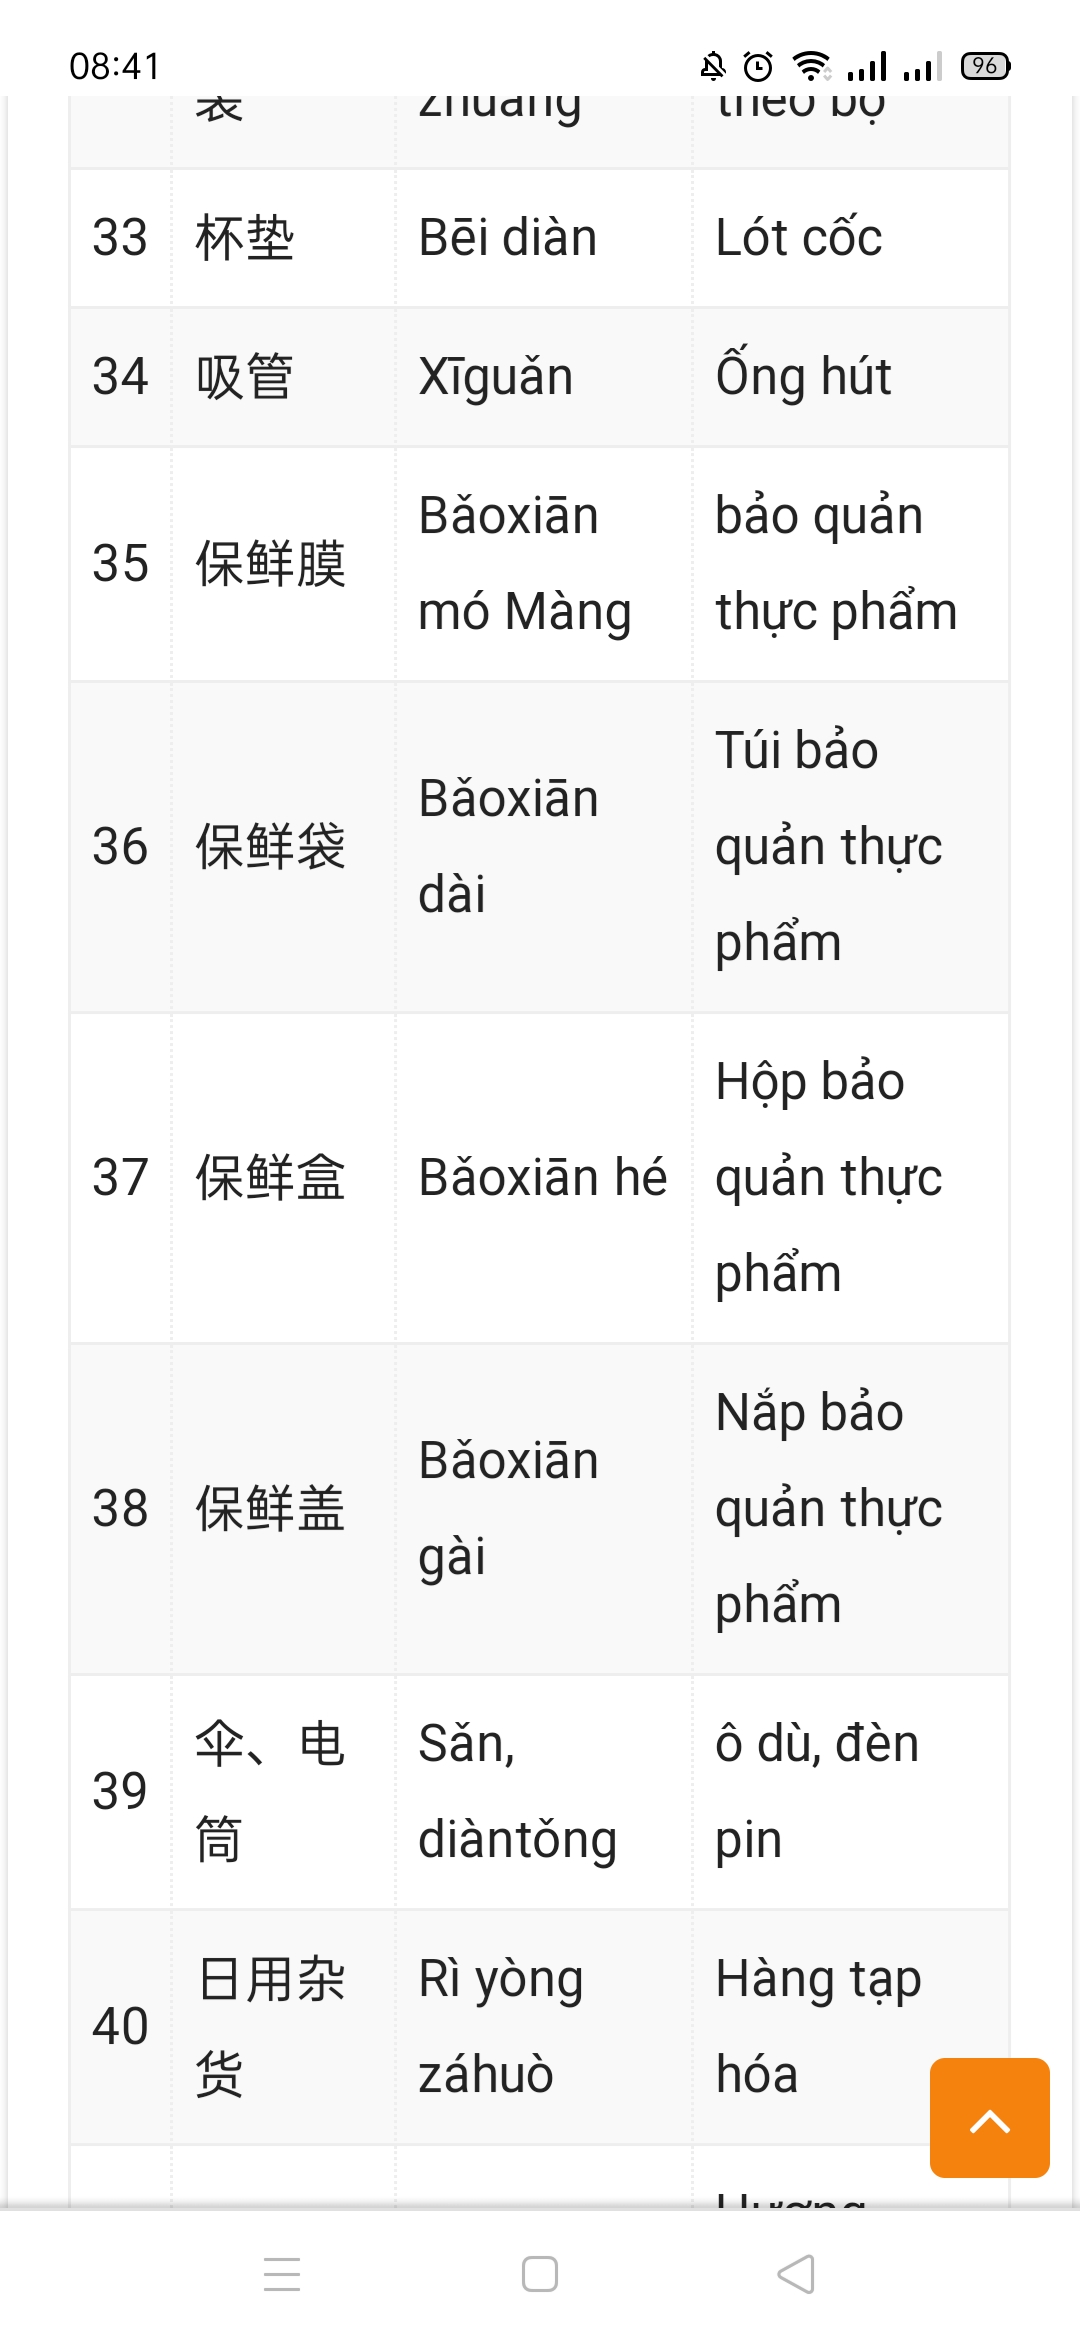 08:41
96
装 zhuāng theo bộ
33 杯垫 Bēi diàn Lót cốc
34 吸管 Xīguǎn Ống hút
35 保鲜膜 Bǎoxiān mó Màng bảo quản thực phẩm
36 保鲜袋 Bǎoxiān dài Túi bảo quản thực phẩm
37 保鲜盒 Bǎoxiān hé Hộp bảo quản thực phẩm
38 保鲜盖 Bǎoxiān gài Nắp bảo quản thực phẩm
39 伞、电筒 Sǎn, diàntǒng ô dù, đèn pin
40 日用杂货 Rì yòng záhuò Hàng tạp hóa